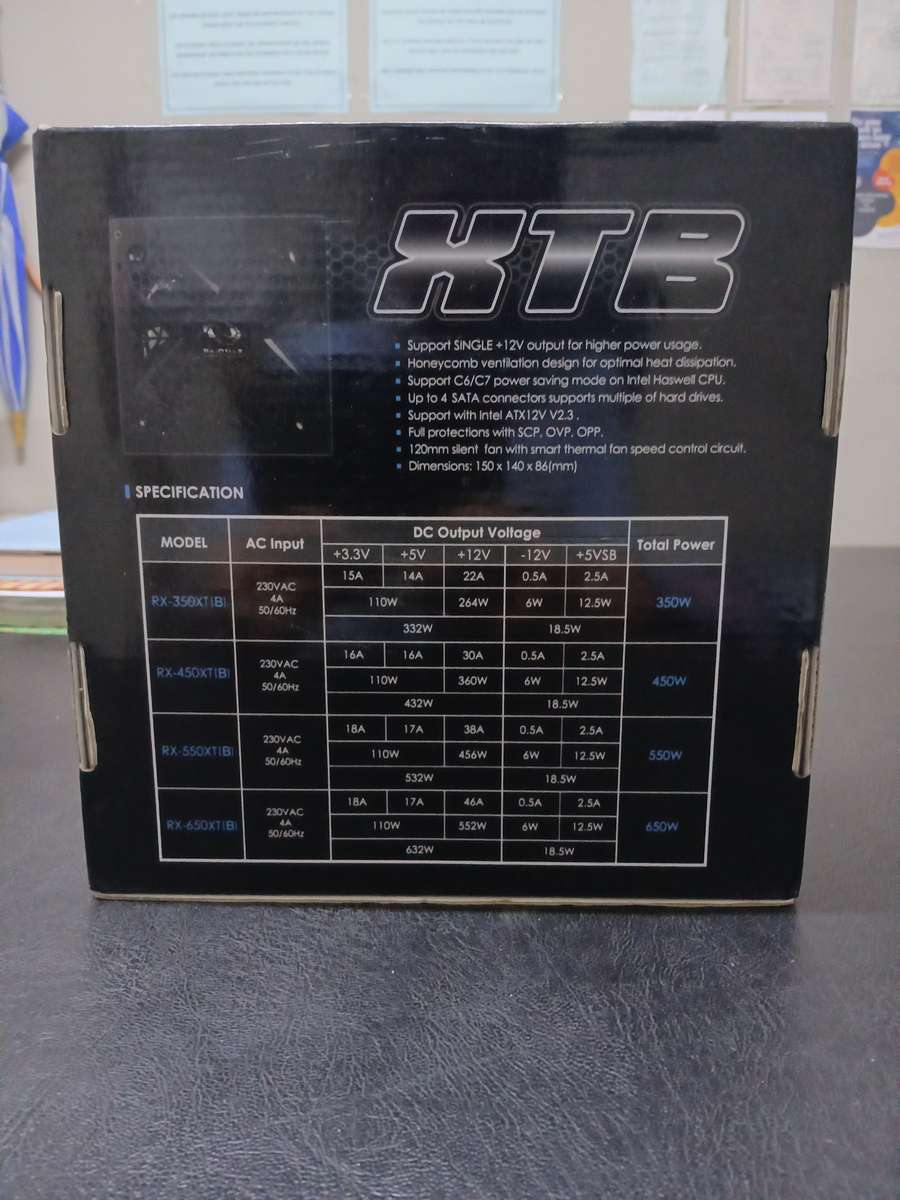 XTB
Support SINGLE +12V output for higher power usage.
Honeycomb ventilation design for optimal heat dissipation.
Support C6/C7 power saving mode on Intel Haswell CPU.
Up to 4 SATA connectors supports multiple of hard drives.
Support with Intel ATX12V V2.3 .
Full protections with SCP, OVP, OPP.
120mm silent fan with smart thermal fan speed control circuit.
Dimensions: 150 x 140 x 86(mm)
SPECIFICATION
MODEL AC Input DC Output Voltage Total Power
+3.3V +5V +12V -12V +5VSB
RX-350XT(B) 230VAC 4A 50/60Hz 15A 14A 22A 0.5A 2.5A 350W
110W 264W 6W 12.5W
332W 18.5W
RX-450XT(B) 230VAC 4A 50/60Hz 16A 16A 30A 0.5A 2.5A 450W
110W 360W 6W 12.5W
432W 18.5W
RX-550XT(B) 230VAC 4A 50/60Hz 18A 17A 38A 0.5A 2.5A 550W
110W 456W 6W 12.5W
532W 18.5W
RX-650XT(B) 230VAC 4A 50/60Hz 18A 17A 46A 0.5A 2.5A 650W
110W 552W 6W 12.5W
632W 18.5W